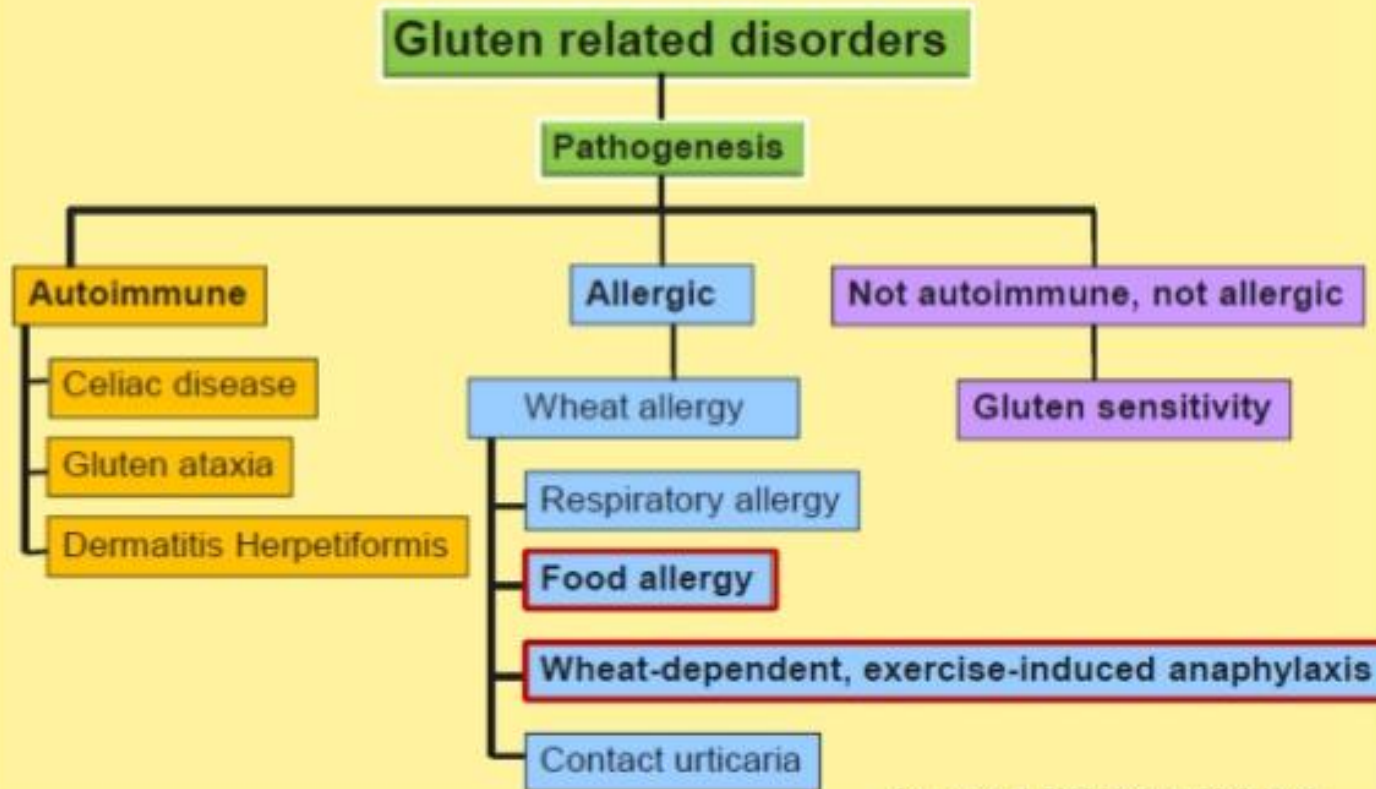 Gluten related disorders
Pathogenesis
Autoimmune
Allergic
Not autoimmune, not allergic
Celiac disease
Gluten ataxia
Dermatitis Herpetiformis
Wheat allergy
Respiratory allergy
Food allergy
Wheat-dependent, exercise-induced anaphylaxis
Contact urticaria
Gluten sensitivity